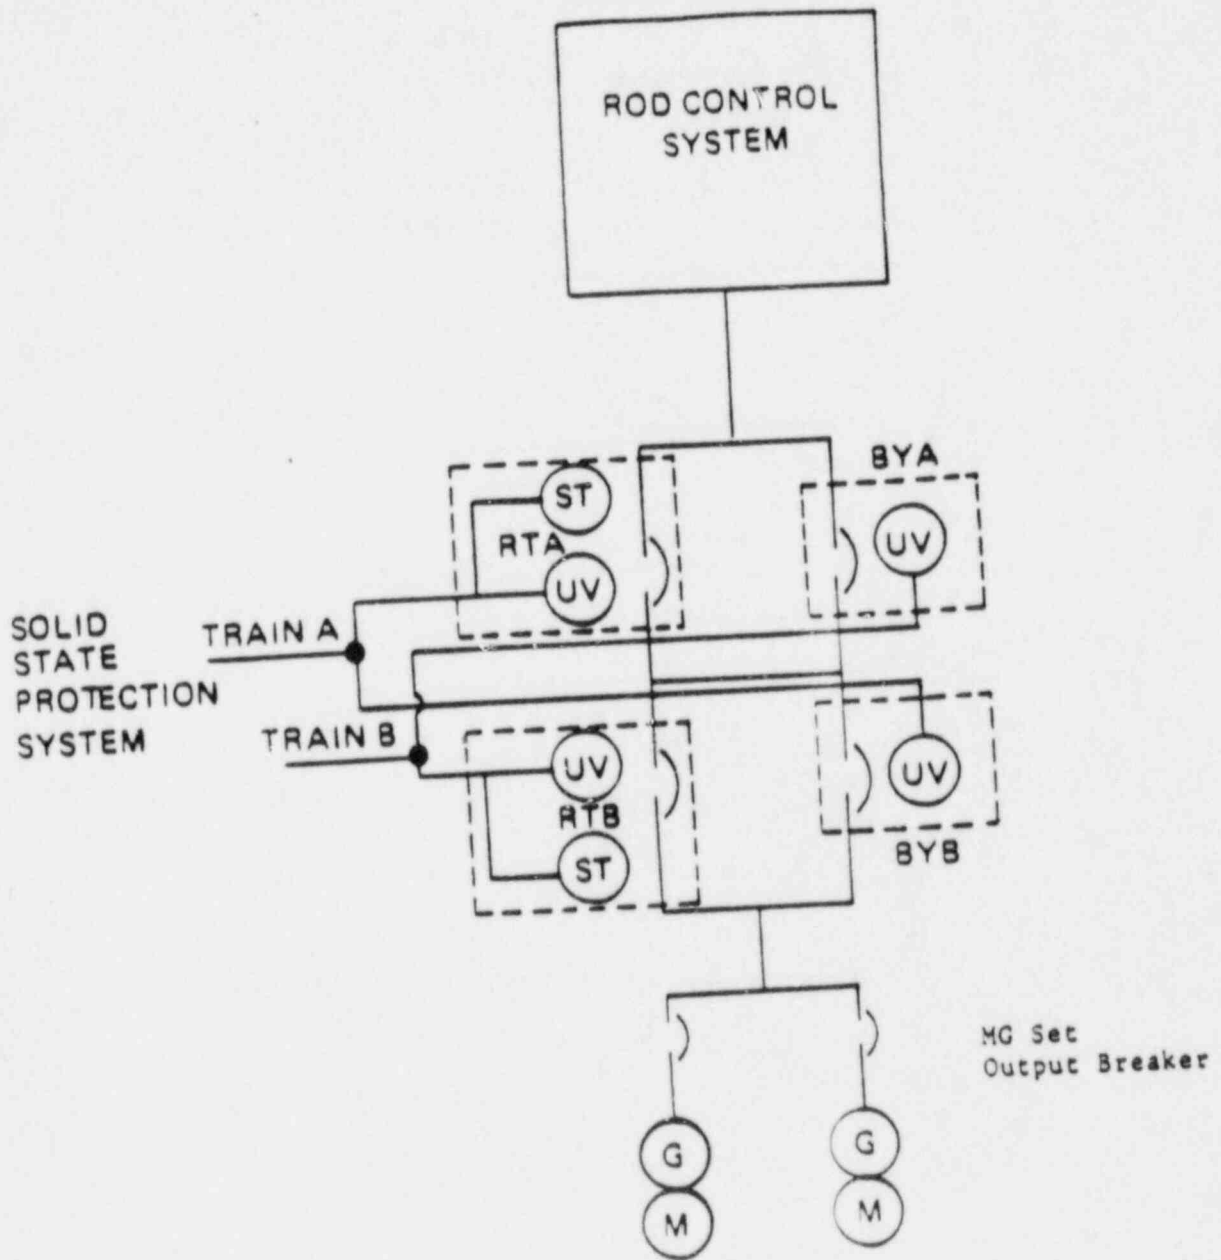 ROD CONTROL
SYSTEM
BYA
ST
RTA
UV
UV
SOLID
STATE
PROTECTION
SYSTEM
TRAIN A
TRAIN B
UV
RTB
ST
UV
BYB
MG Set
Output Breaker
G
M
G
M